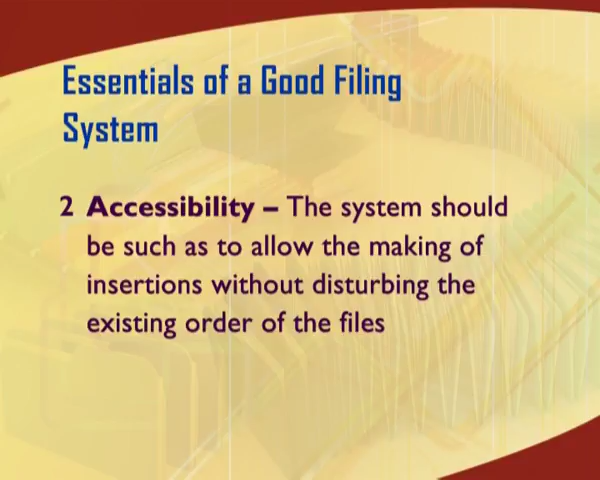 Essentials of a Good Filing
System
2 Accessibility – The system should
be such as to allow the making of
insertions without disturbing the
existing order of the files